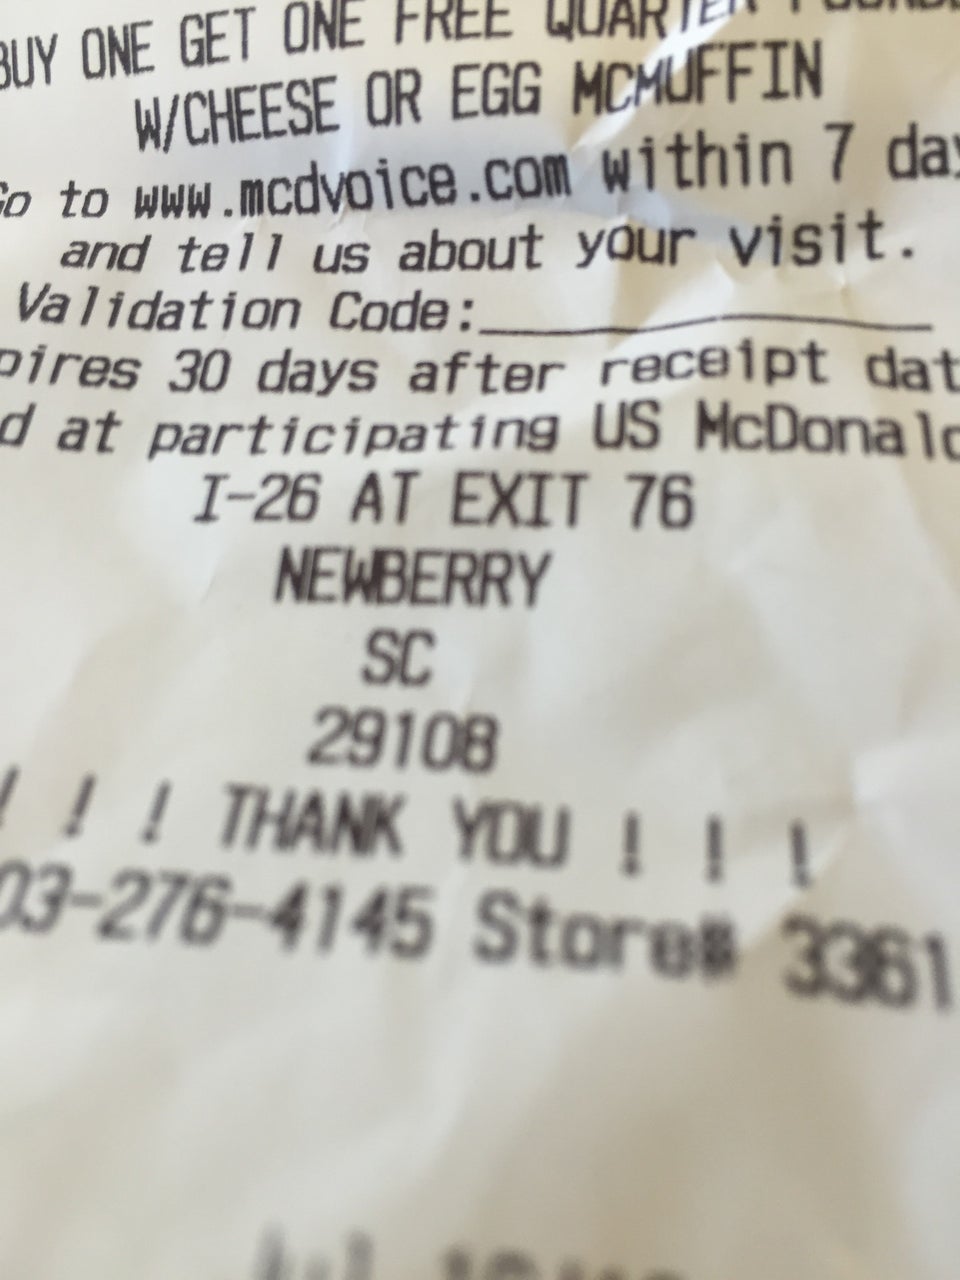 BUY ONE GET ONE FREE QUARTER POUNDE
W/CHEESE OR EGG MCMUFFIN
Go to www.mcdvoice.com within 7 day
and tell us about your visit.
Validation Code:____________________
pires 30 days after receipt dat
d at participating US McDonald
I-26 AT EXIT 76
NEWBERRY
SC
29108
! ! ! THANK YOU ! ! !
03-276-4145 Store# 3361